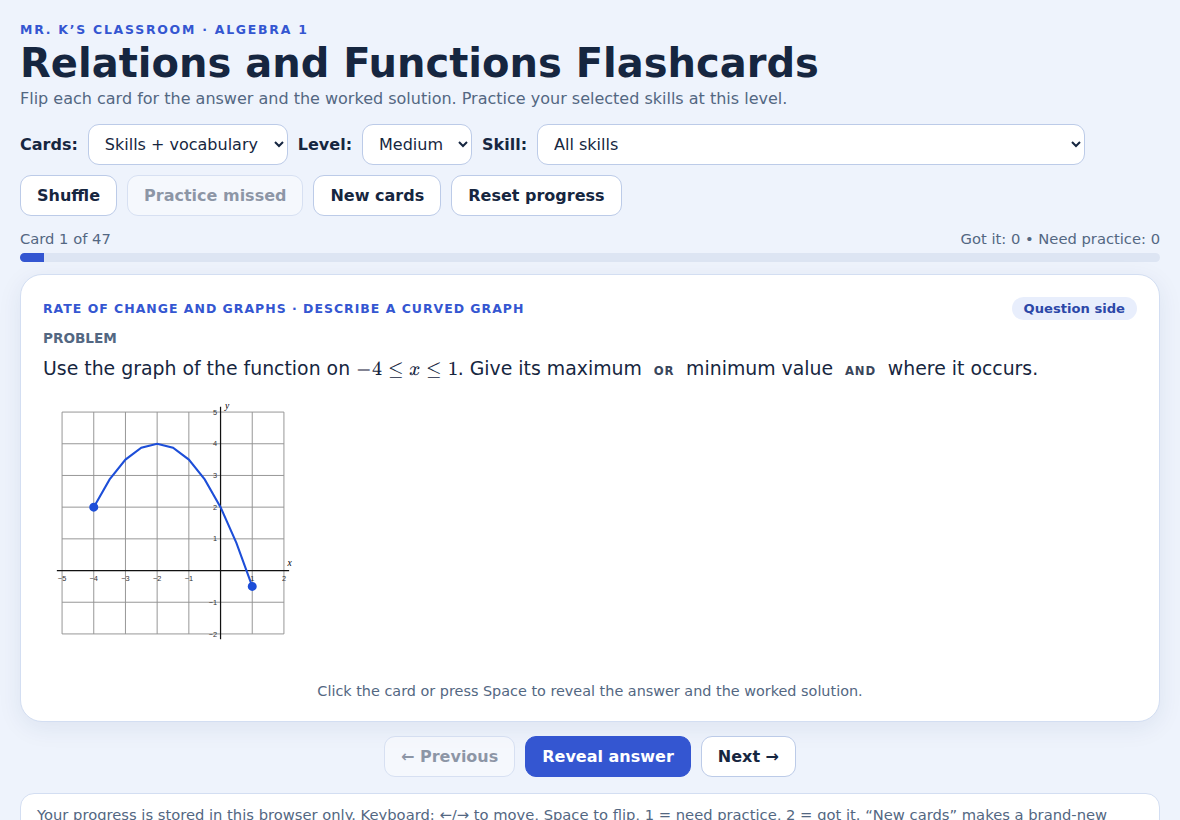 MR. K’S CLASSROOM · ALGEBRA 1
Relations and Functions Flashcards
Flip each card for the answer and the worked solution. Practice your selected skills at this level.
Cards: Skills + vocabulary Level: Medium Skill: All skills
Shuffle Practice missed New cards Reset progress
Card 1 of 47 Got it: 0 • Need practice: 0
RATE OF CHANGE AND GRAPHS · DESCRIBE A CURVED GRAPH Question side
PROBLEM
Use the graph of the function on −4 ≤ x ≤ 1. Give its maximum OR minimum value AND where it occurs.
y
5
4
3
2
1
x
−5 −4 −3 −2 −1 1 2
−1
−2
Click the card or press Space to reveal the answer and the worked solution.
← Previous Reveal answer Next →
Your progress is stored in this browser only. Keyboard: ←/→ to move, Space to flip, 1 = need practice, 2 = got it. “New cards” makes a brand-new